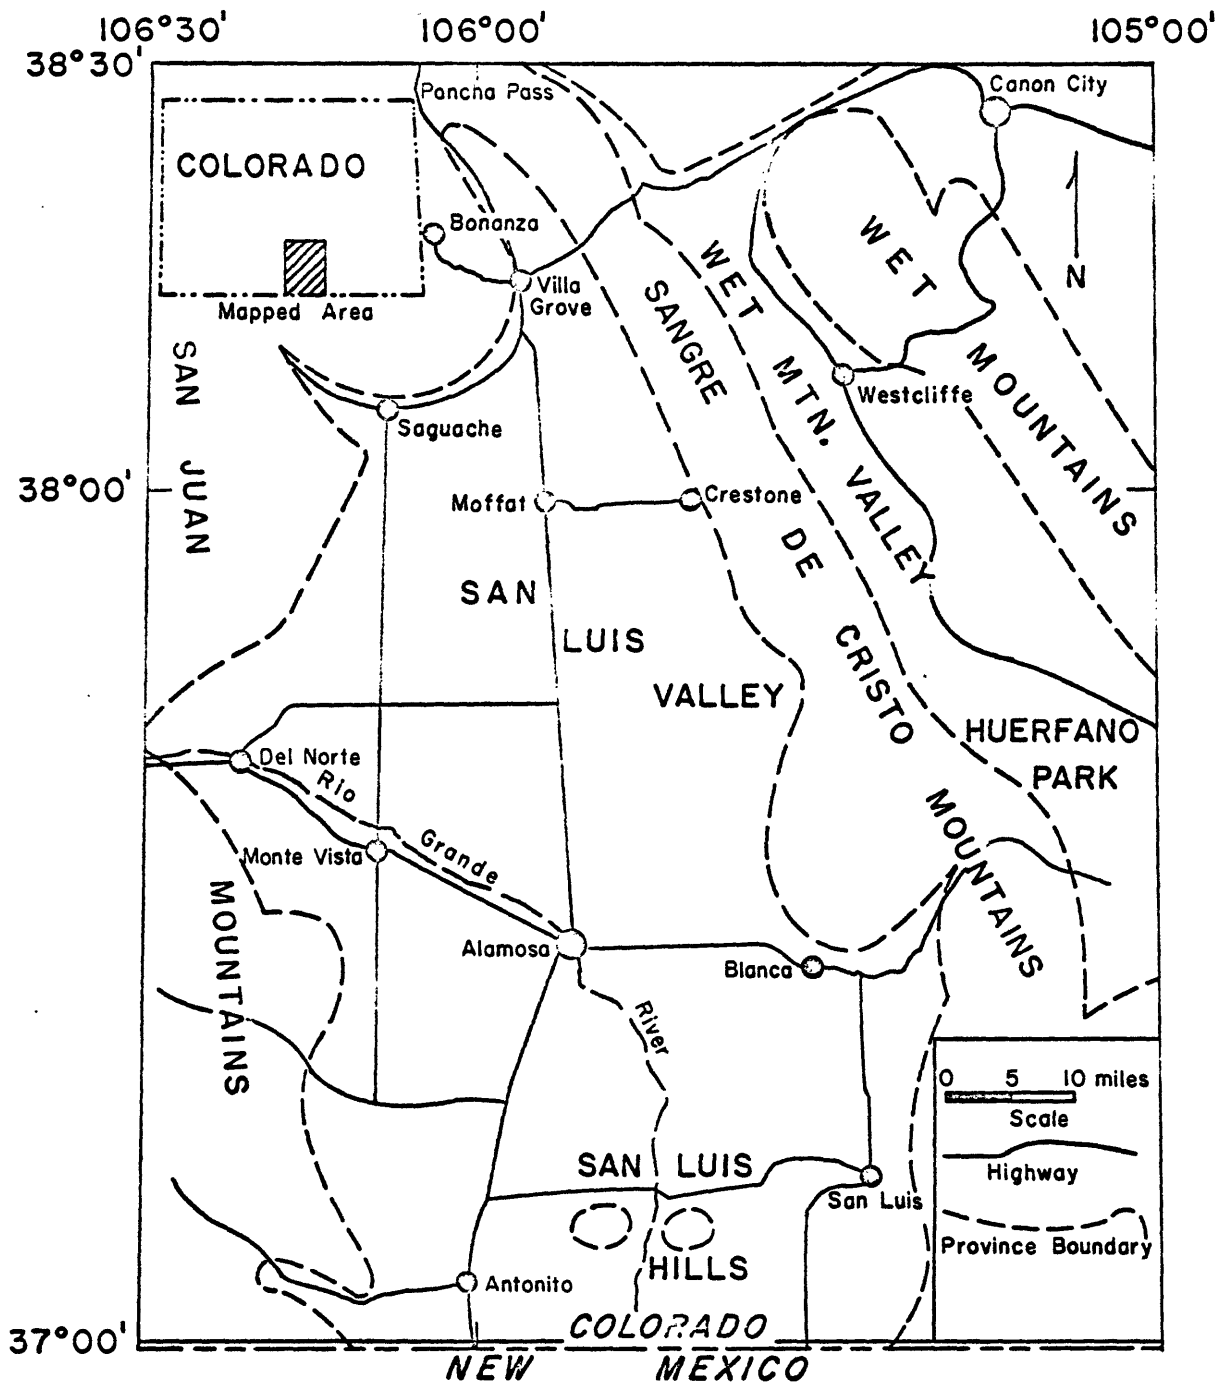 106°30' 106°00' 105°00'
38°30'
Poncha Pass
Canon City
COLORADO
Bonanza
N
Mapped Area
Villa
Grove
WET
MOUNTAINS
WET MTN. VALLEY
SANGRE
DE
CRISTO
MOUNTAINS
SAN
JUAN
MOUNTAINS
Westcliffe
Saguache
38°00'
Moffat
Crestone
SAN
LUIS
VALLEY
HUERFANO
PARK
Del Norte
Rio
Grande
River
Monte Vista
Alamosa
Blanca
0 5 10 miles
Scale
Highway
Province Boundary
SAN LUIS
HILLS
San Luis
Antonito
37°00'
COLORADO
NEW MEXICO